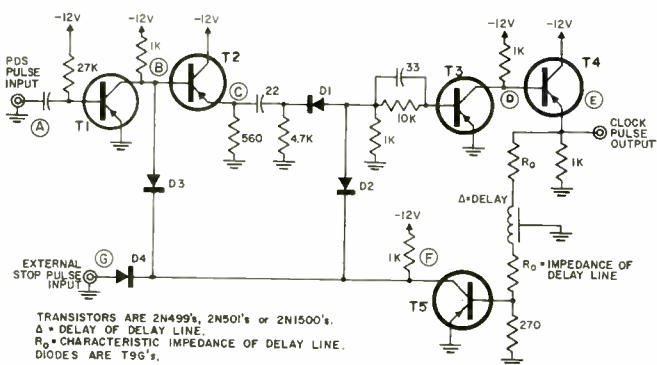 -12V
-12V
-12V
-12V
-12V
PDS
PULSE
INPUT
27K
1K
B
T2
C
22
D1
33
T3
1K
T4
A
T1
560
4.7K
1K
10K
D
E
CLOCK
PULSE
OUTPUT
D3
D2
R0
1K
Δ=DELAY
EXTERNAL
STOP PULSE
INPUT
G
D4
-12V
1K
F
T5
R0 = IMPEDANCE OF
DELAY LINE
270
TRANSISTORS ARE 2N499's, 2N501's or 2N1500's.
Δ = DELAY OF DELAY LINE.
R0 = CHARACTERISTIC IMPEDANCE OF DELAY LINE.
DIODES ARE T9G's.